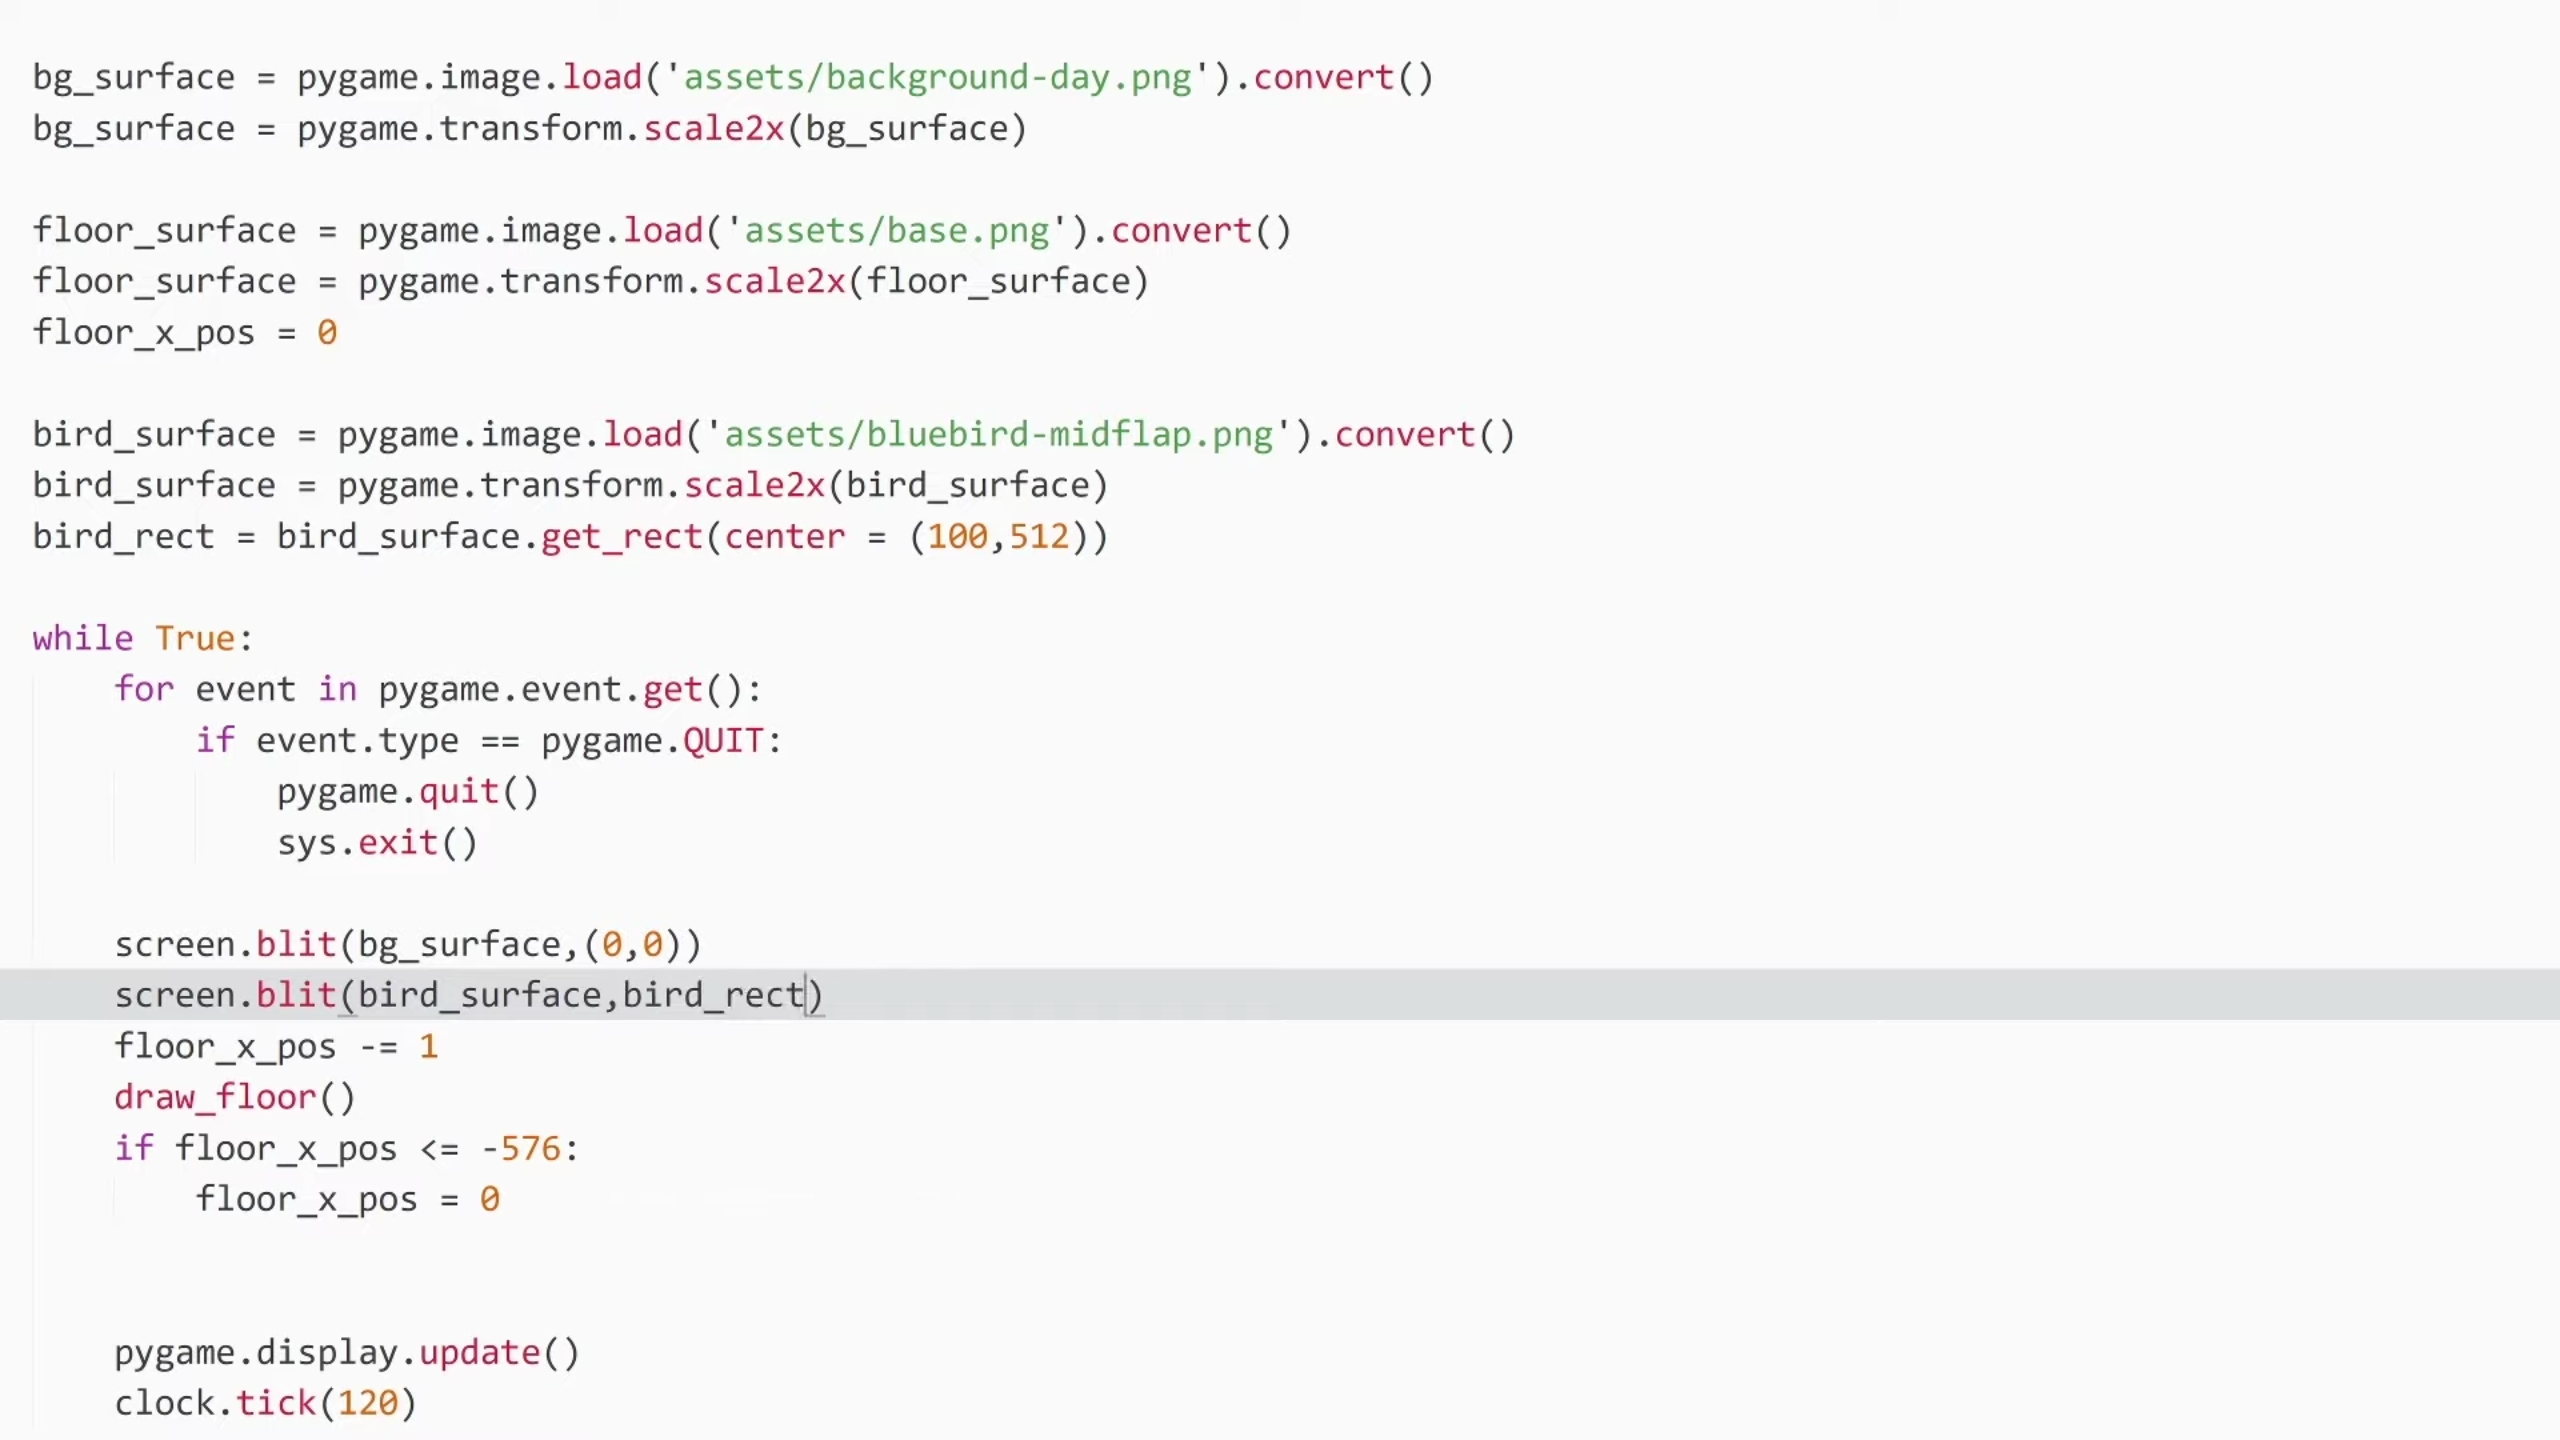 bg_surface = pygame.image.load('assets/background-day.png').convert()
bg_surface = pygame.transform.scale2x(bg_surface)

floor_surface = pygame.image.load('assets/base.png').convert()
floor_surface = pygame.transform.scale2x(floor_surface)
floor_x_pos = 0

bird_surface = pygame.image.load('assets/bluebird-midflap.png').convert()
bird_surface = pygame.transform.scale2x(bird_surface)
bird_rect = bird_surface.get_rect(center = (100,512))

while True:
    for event in pygame.event.get():
        if event.type == pygame.QUIT:
            pygame.quit()
            sys.exit()

    screen.blit(bg_surface,(0,0))
    screen.blit(bird_surface,bird_rect)
    floor_x_pos -= 1
    draw_floor()
    if floor_x_pos <= -576:
        floor_x_pos = 0


    pygame.display.update()
    clock.tick(120)